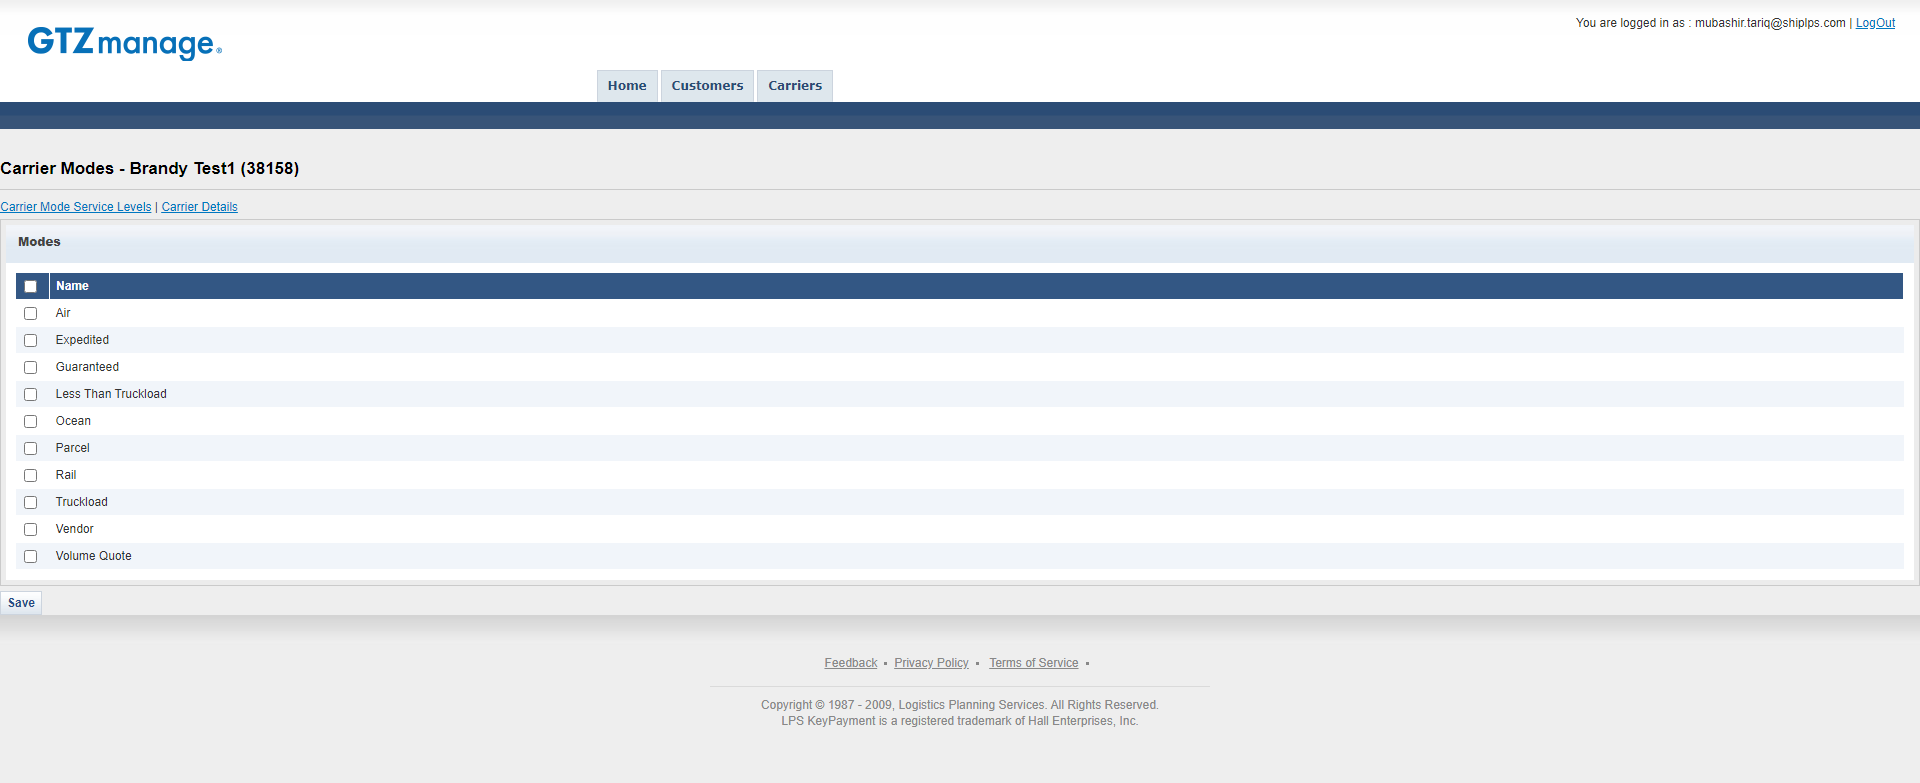 GTZmanage®
You are logged in as : mubashir.tariq@shiplps.com | LogOut
Home Customers Carriers
Carrier Modes - Brandy Test1 (38158)
Carrier Mode Service Levels | Carrier Details
Modes
Name
Air
Expedited
Guaranteed
Less Than Truckload
Ocean
Parcel
Rail
Truckload
Vendor
Volume Quote
Save
Feedback ▪ Privacy Policy ▪ Terms of Service ▪
Copyright © 1987 - 2009, Logistics Planning Services. All Rights Reserved.
LPS KeyPayment is a registered trademark of Hall Enterprises, Inc.